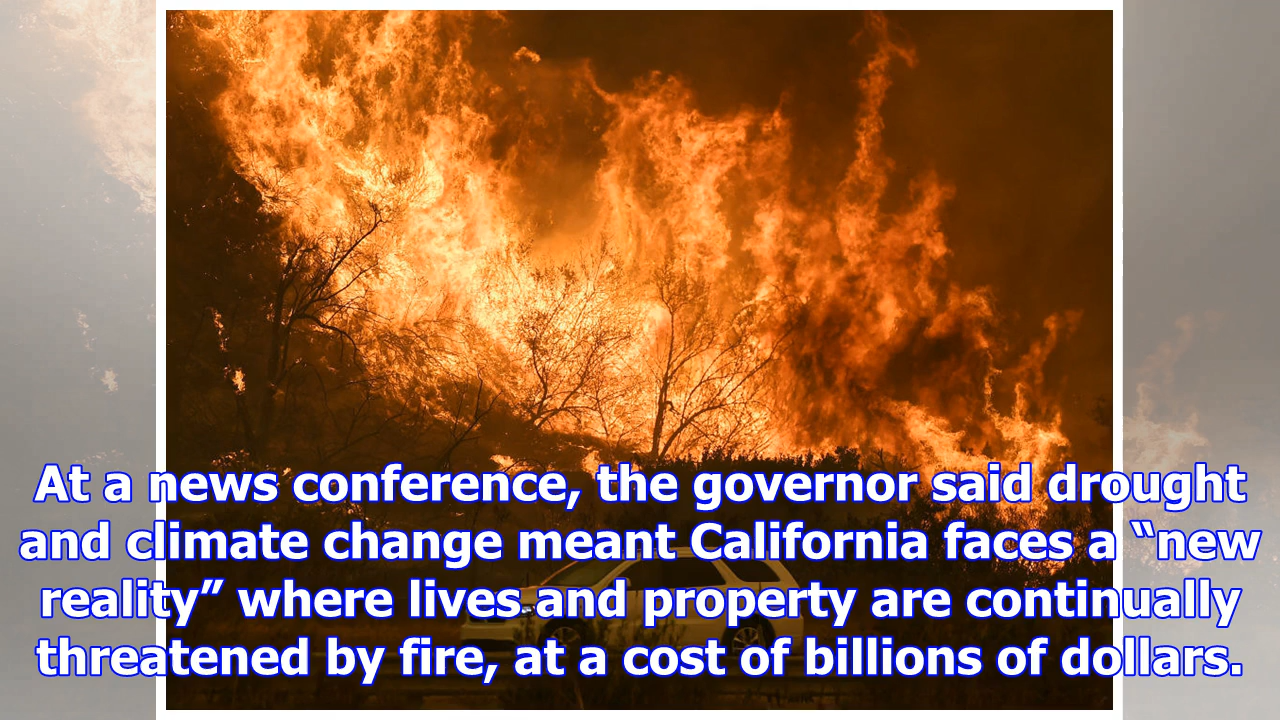 At a news conference, the governor said drought
and climate change meant California faces a “new
reality” where lives and property are continually
threatened by fire, at a cost of billions of dollars.